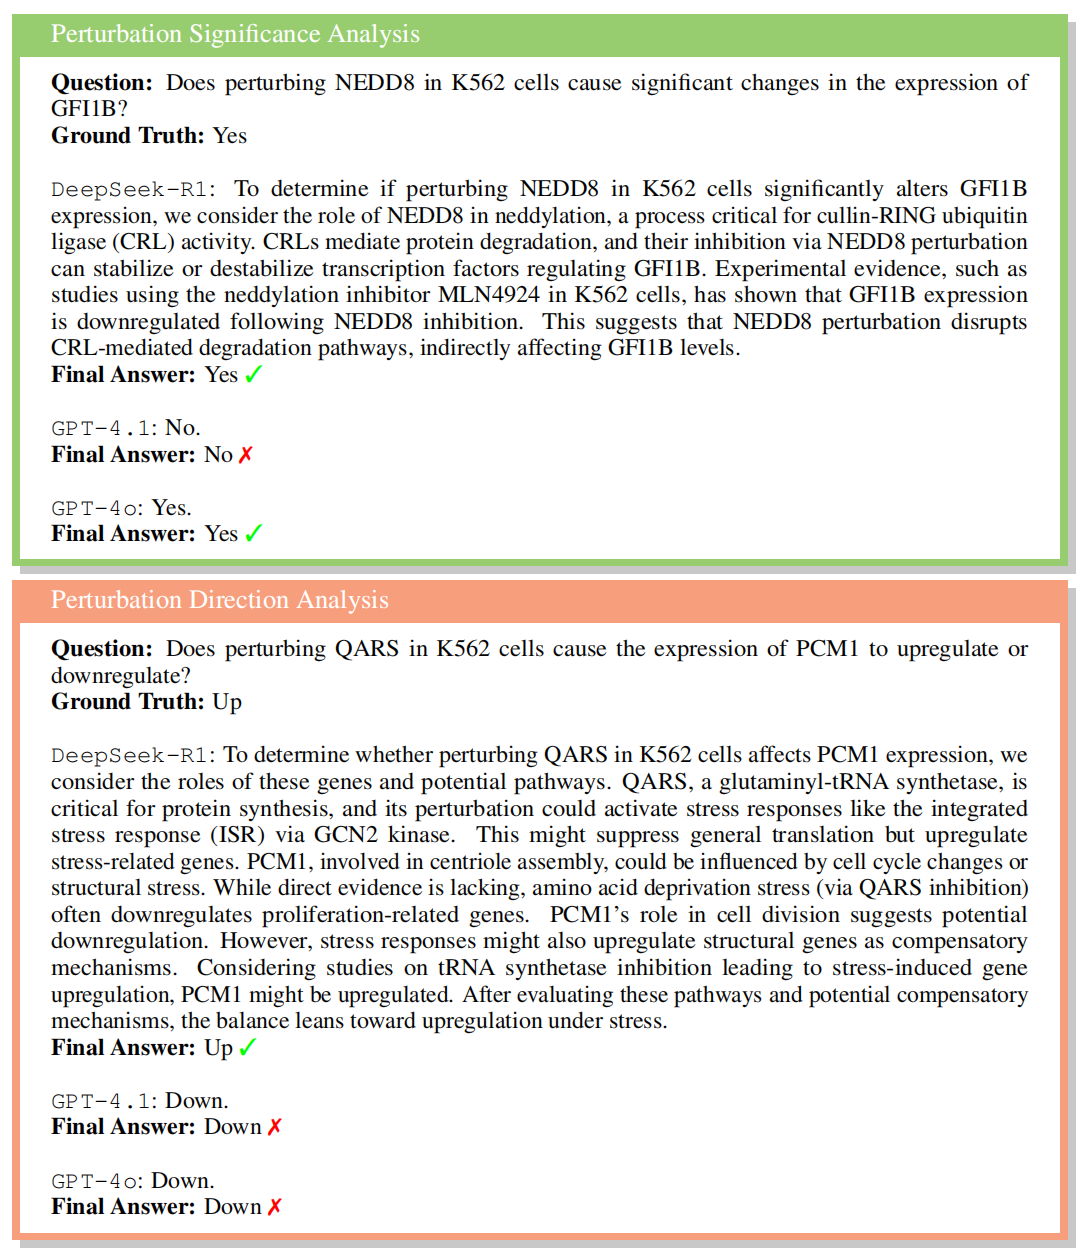 Perturbation Significance Analysis
Question: Does perturbing NEDD8 in K562 cells cause significant changes in the expression of
GFI1B?
Ground Truth: Yes
DeepSeek-R1: To determine if perturbing NEDD8 in K562 cells significantly alters GFI1B
expression, we consider the role of NEDD8 in neddylation, a process critical for cullin-RING ubiquitin
ligase (CRL) activity. CRLs mediate protein degradation, and their inhibition via NEDD8 perturbation
can stabilize or destabilize transcription factors regulating GFI1B. Experimental evidence, such as
studies using the neddylation inhibitor MLN4924 in K562 cells, has shown that GFI1B expression
is downregulated following NEDD8 inhibition. This suggests that NEDD8 perturbation disrupts
CRL-mediated degradation pathways, indirectly affecting GFI1B levels.
Final Answer: Yes ✓
GPT-4.1: No.
Final Answer: No ✗
GPT-4o: Yes.
Final Answer: Yes ✓
Perturbation Direction Analysis
Question: Does perturbing QARS in K562 cells cause the expression of PCM1 to upregulate or
downregulate?
Ground Truth: Up
DeepSeek-R1: To determine whether perturbing QARS in K562 cells affects PCM1 expression, we
consider the roles of these genes and potential pathways. QARS, a glutaminyl-tRNA synthetase, is
critical for protein synthesis, and its perturbation could activate stress responses like the integrated
stress response (ISR) via GCN2 kinase. This might suppress general translation but upregulate
stress-related genes. PCM1, involved in centriole assembly, could be influenced by cell cycle changes or
structural stress. While direct evidence is lacking, amino acid deprivation stress (via QARS inhibition)
often downregulates proliferation-related genes. PCM1's role in cell division suggests potential
downregulation. However, stress responses might also upregulate structural genes as compensatory
mechanisms. Considering studies on tRNA synthetase inhibition leading to stress-induced gene
upregulation, PCM1 might be upregulated. After evaluating these pathways and potential compensatory
mechanisms, the balance leans toward upregulation under stress.
Final Answer: Up ✓
GPT-4.1: Down.
Final Answer: Down ✗
GPT-4o: Down.
Final Answer: Down ✗